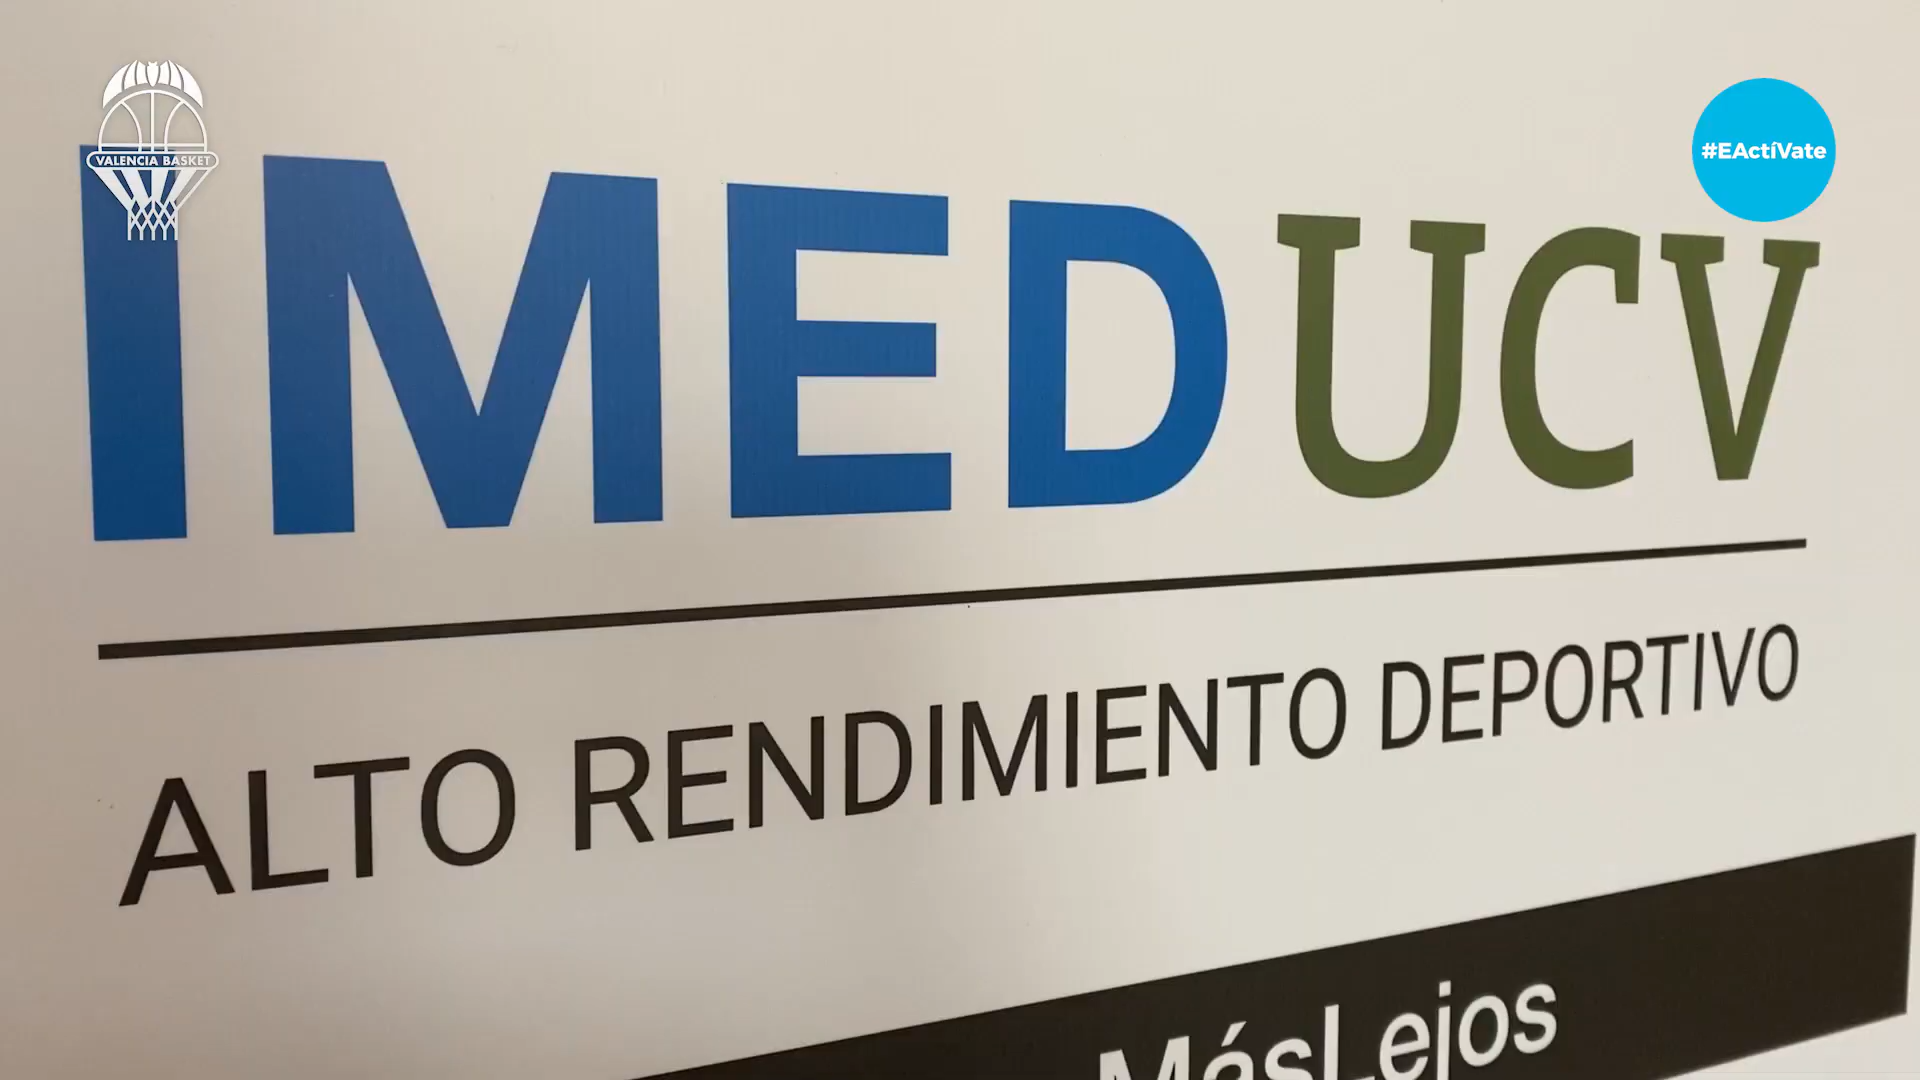 VALENCIA BASKET
#EActíVate
IMED UCV
ALTO RENDIMIENTO DEPORTIVO
MásLejos